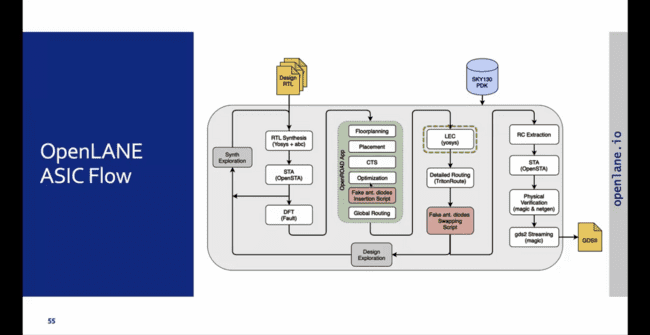 OpenLANE
ASIC Flow
Design
RTL
SKY130
PDK
Synth
Exploration
RTL Synthesis
(Yosys + abc)
STA
(OpenSTA)
DFT
(Fault)
OpenROAD App
Floorplanning
Placement
CTS
Optimization
Fake ant. diodes
Insertion Script
Global Routing
LEC
(yosys)
Detailed Routing
(TritonRoute)
Fake ant. diodes
Swapping
Script
Design
Exploration
RC Extraction
STA
(OpenSTA)
Physical
Verification
(magic & netgen)
gds2 Streaming
(magic)
GDSII
openlane.io
55